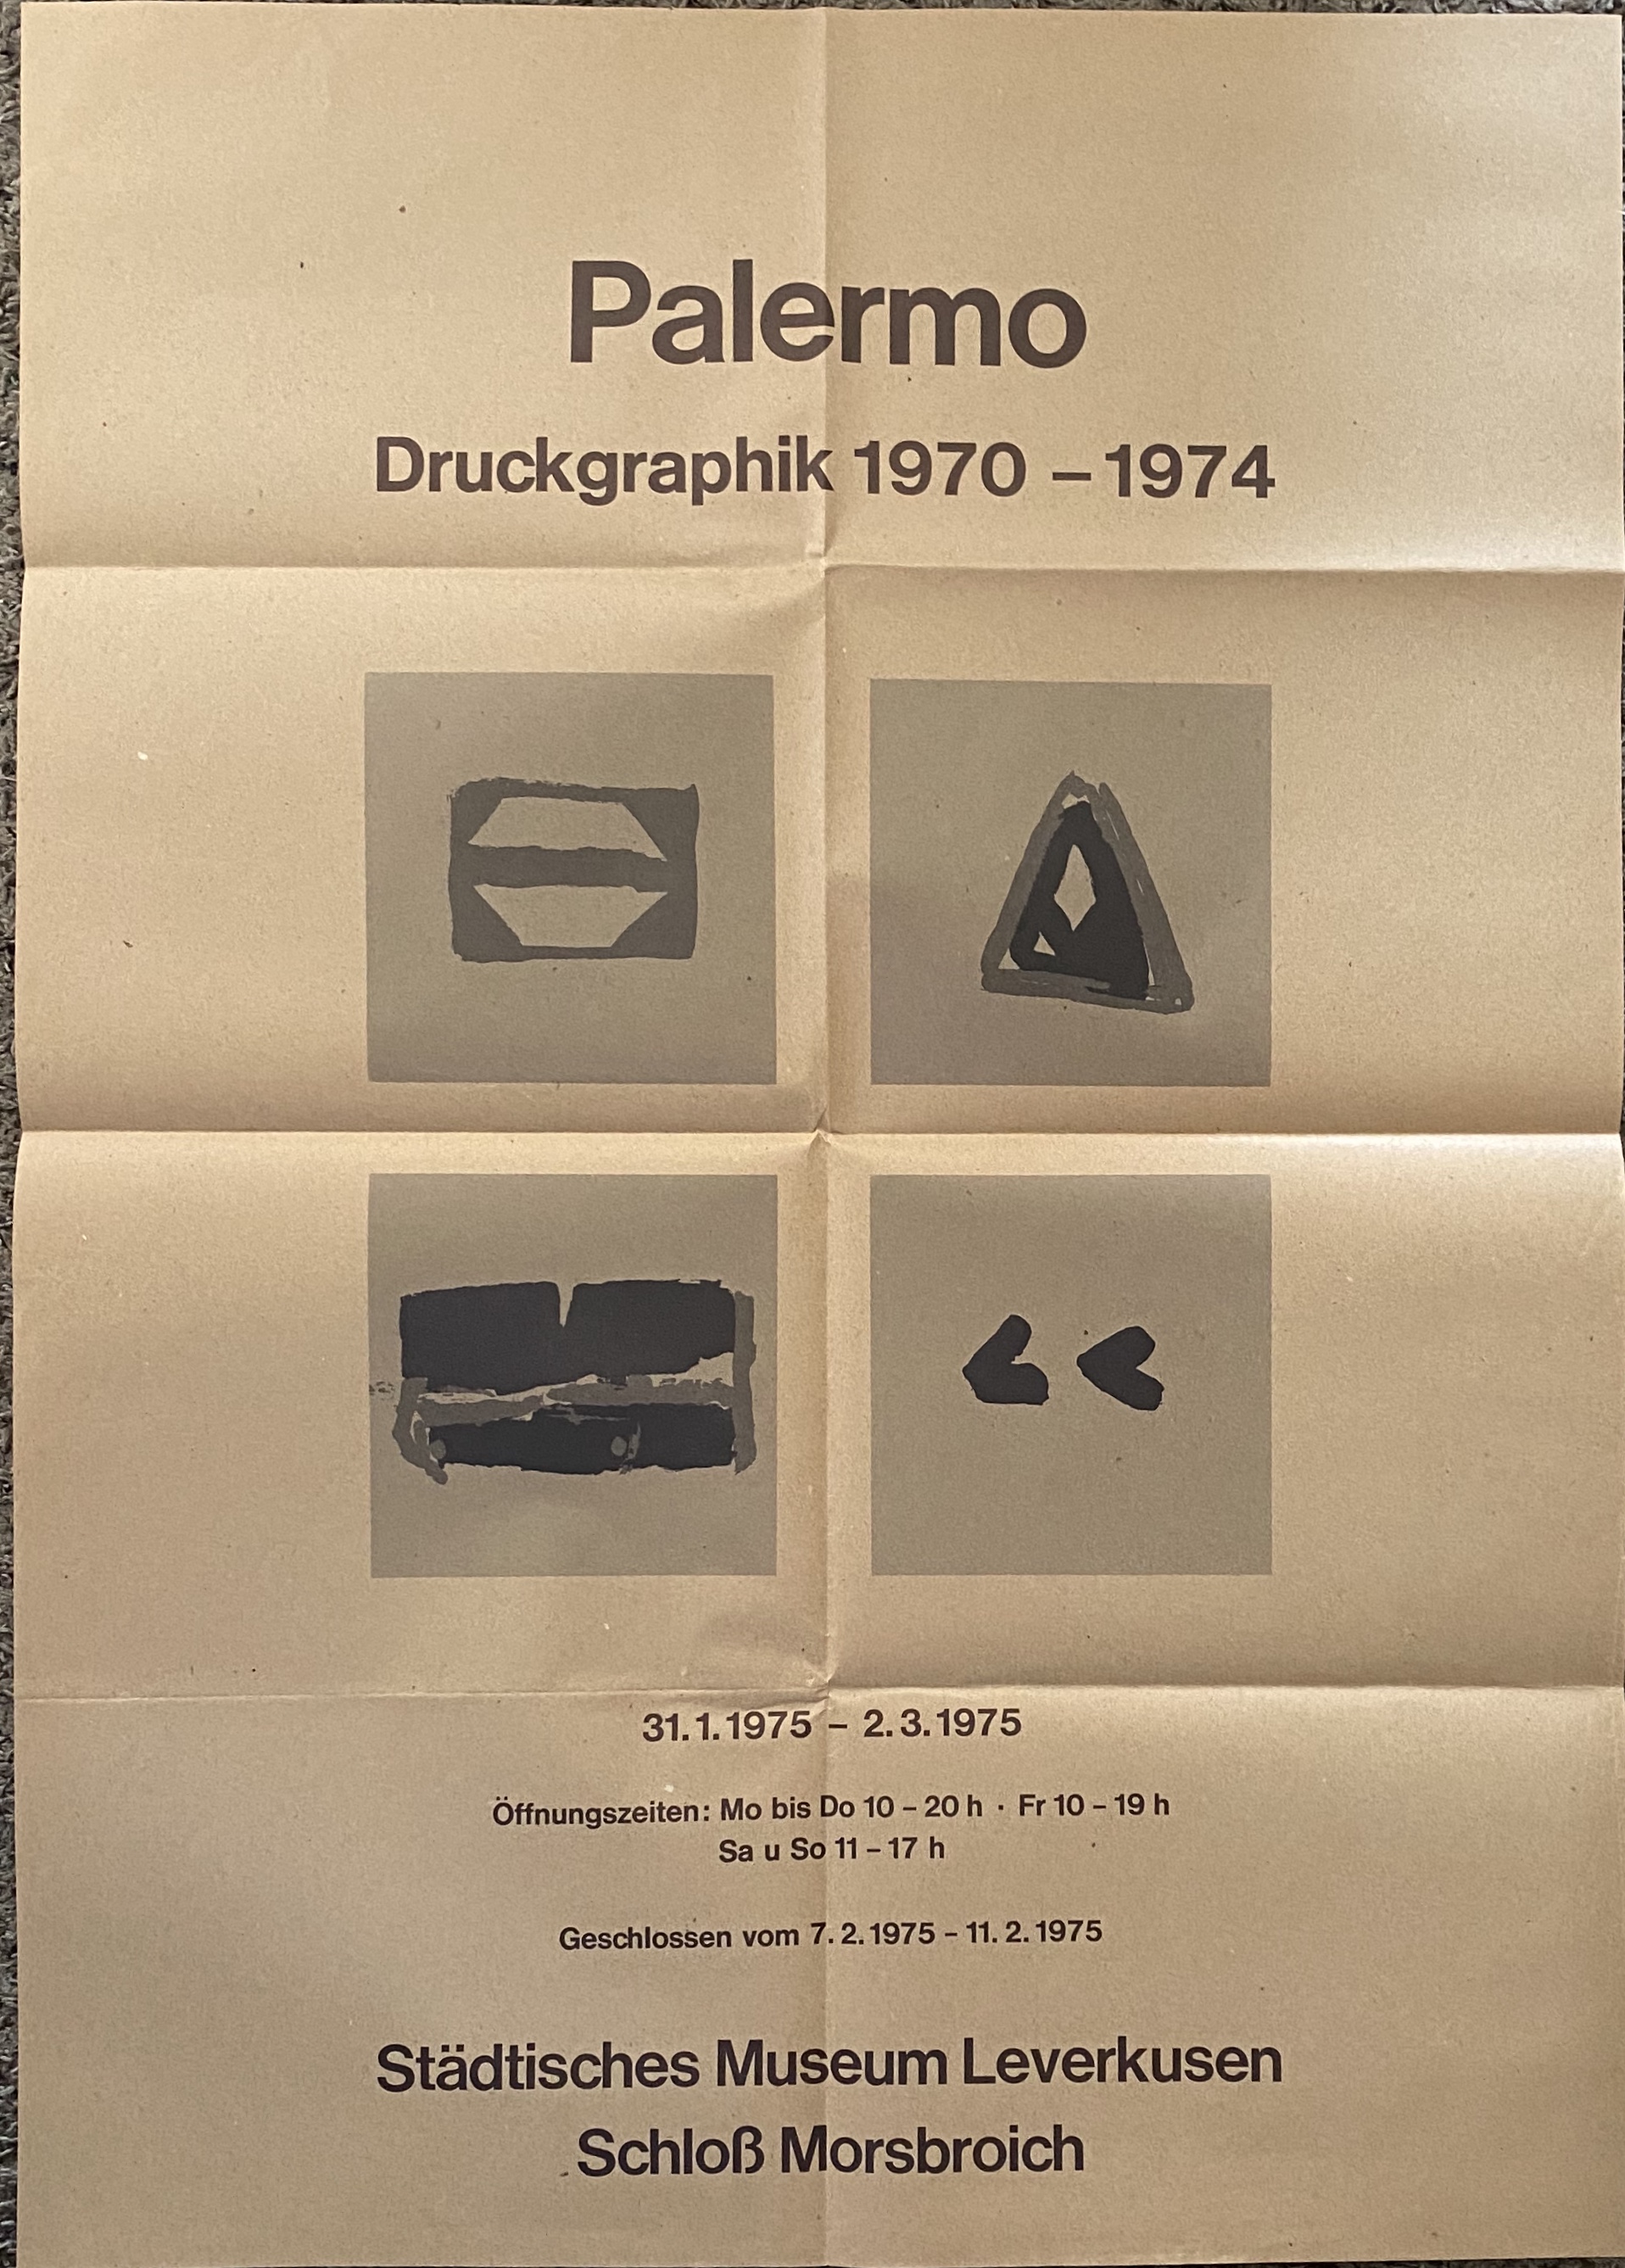 Palermo
Druckgraphik 1970 – 1974
31.1.1975 – 2.3.1975
Öffnungszeiten: Mo bis Do 10 – 20 h · Fr 10 – 19 h
Sa u So 11 – 17 h
Geschlossen vom 7.2.1975 – 11.2.1975
Städtisches Museum Leverkusen
Schloß Morsbroich